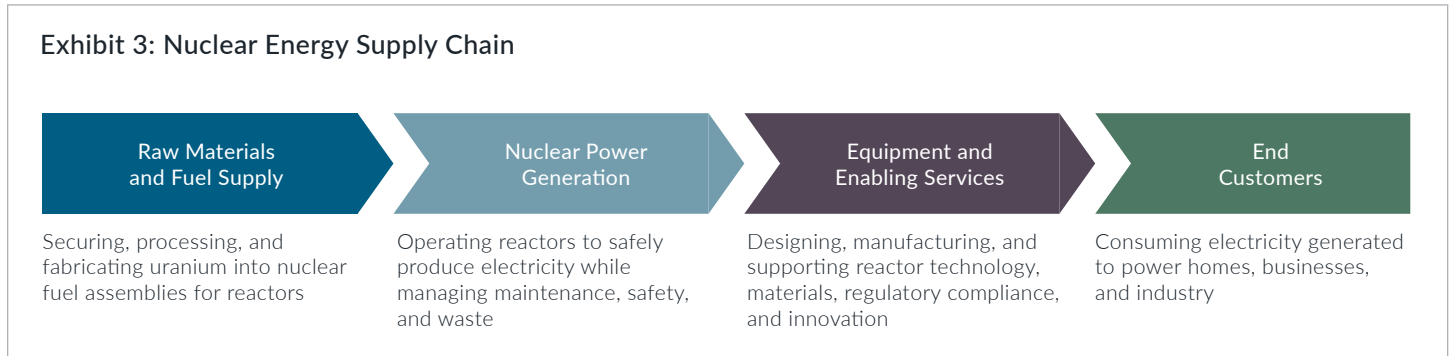 Exhibit 3: Nuclear Energy Supply Chain
Raw Materials
and Fuel Supply
Nuclear Power
Generation
Equipment and
Enabling Services
End
Customers
Securing, processing, and
fabricating uranium into nuclear
fuel assemblies for reactors
Operating reactors to safely
produce electricity while
managing maintenance, safety,
and waste
Designing, manufacturing, and
supporting reactor technology,
materials, regulatory compliance,
and innovation
Consuming electricity generated
to power homes, businesses,
and industry